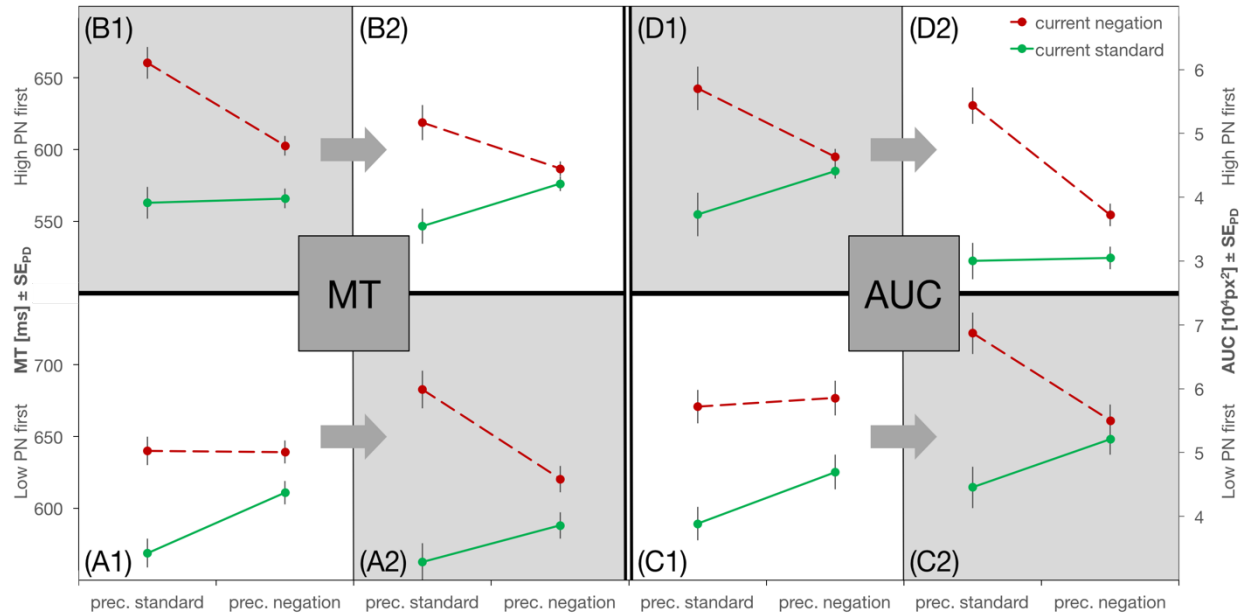 (B1)
(B2)
(D1)
(D2)
current negation
current standard
650
600
550
High PN first
MT [ms] ± SE_PD
Low PN first
700
650
600
MT
AUC
6
5
4
3
High PN first
AUC [10⁴px²] ± SE_PD
Low PN first
7
6
5
4
(A1)
(A2)
(C1)
(C2)
prec. standard
prec. negation
prec. standard
prec. negation
prec. standard
prec. negation
prec. standard
prec. negation